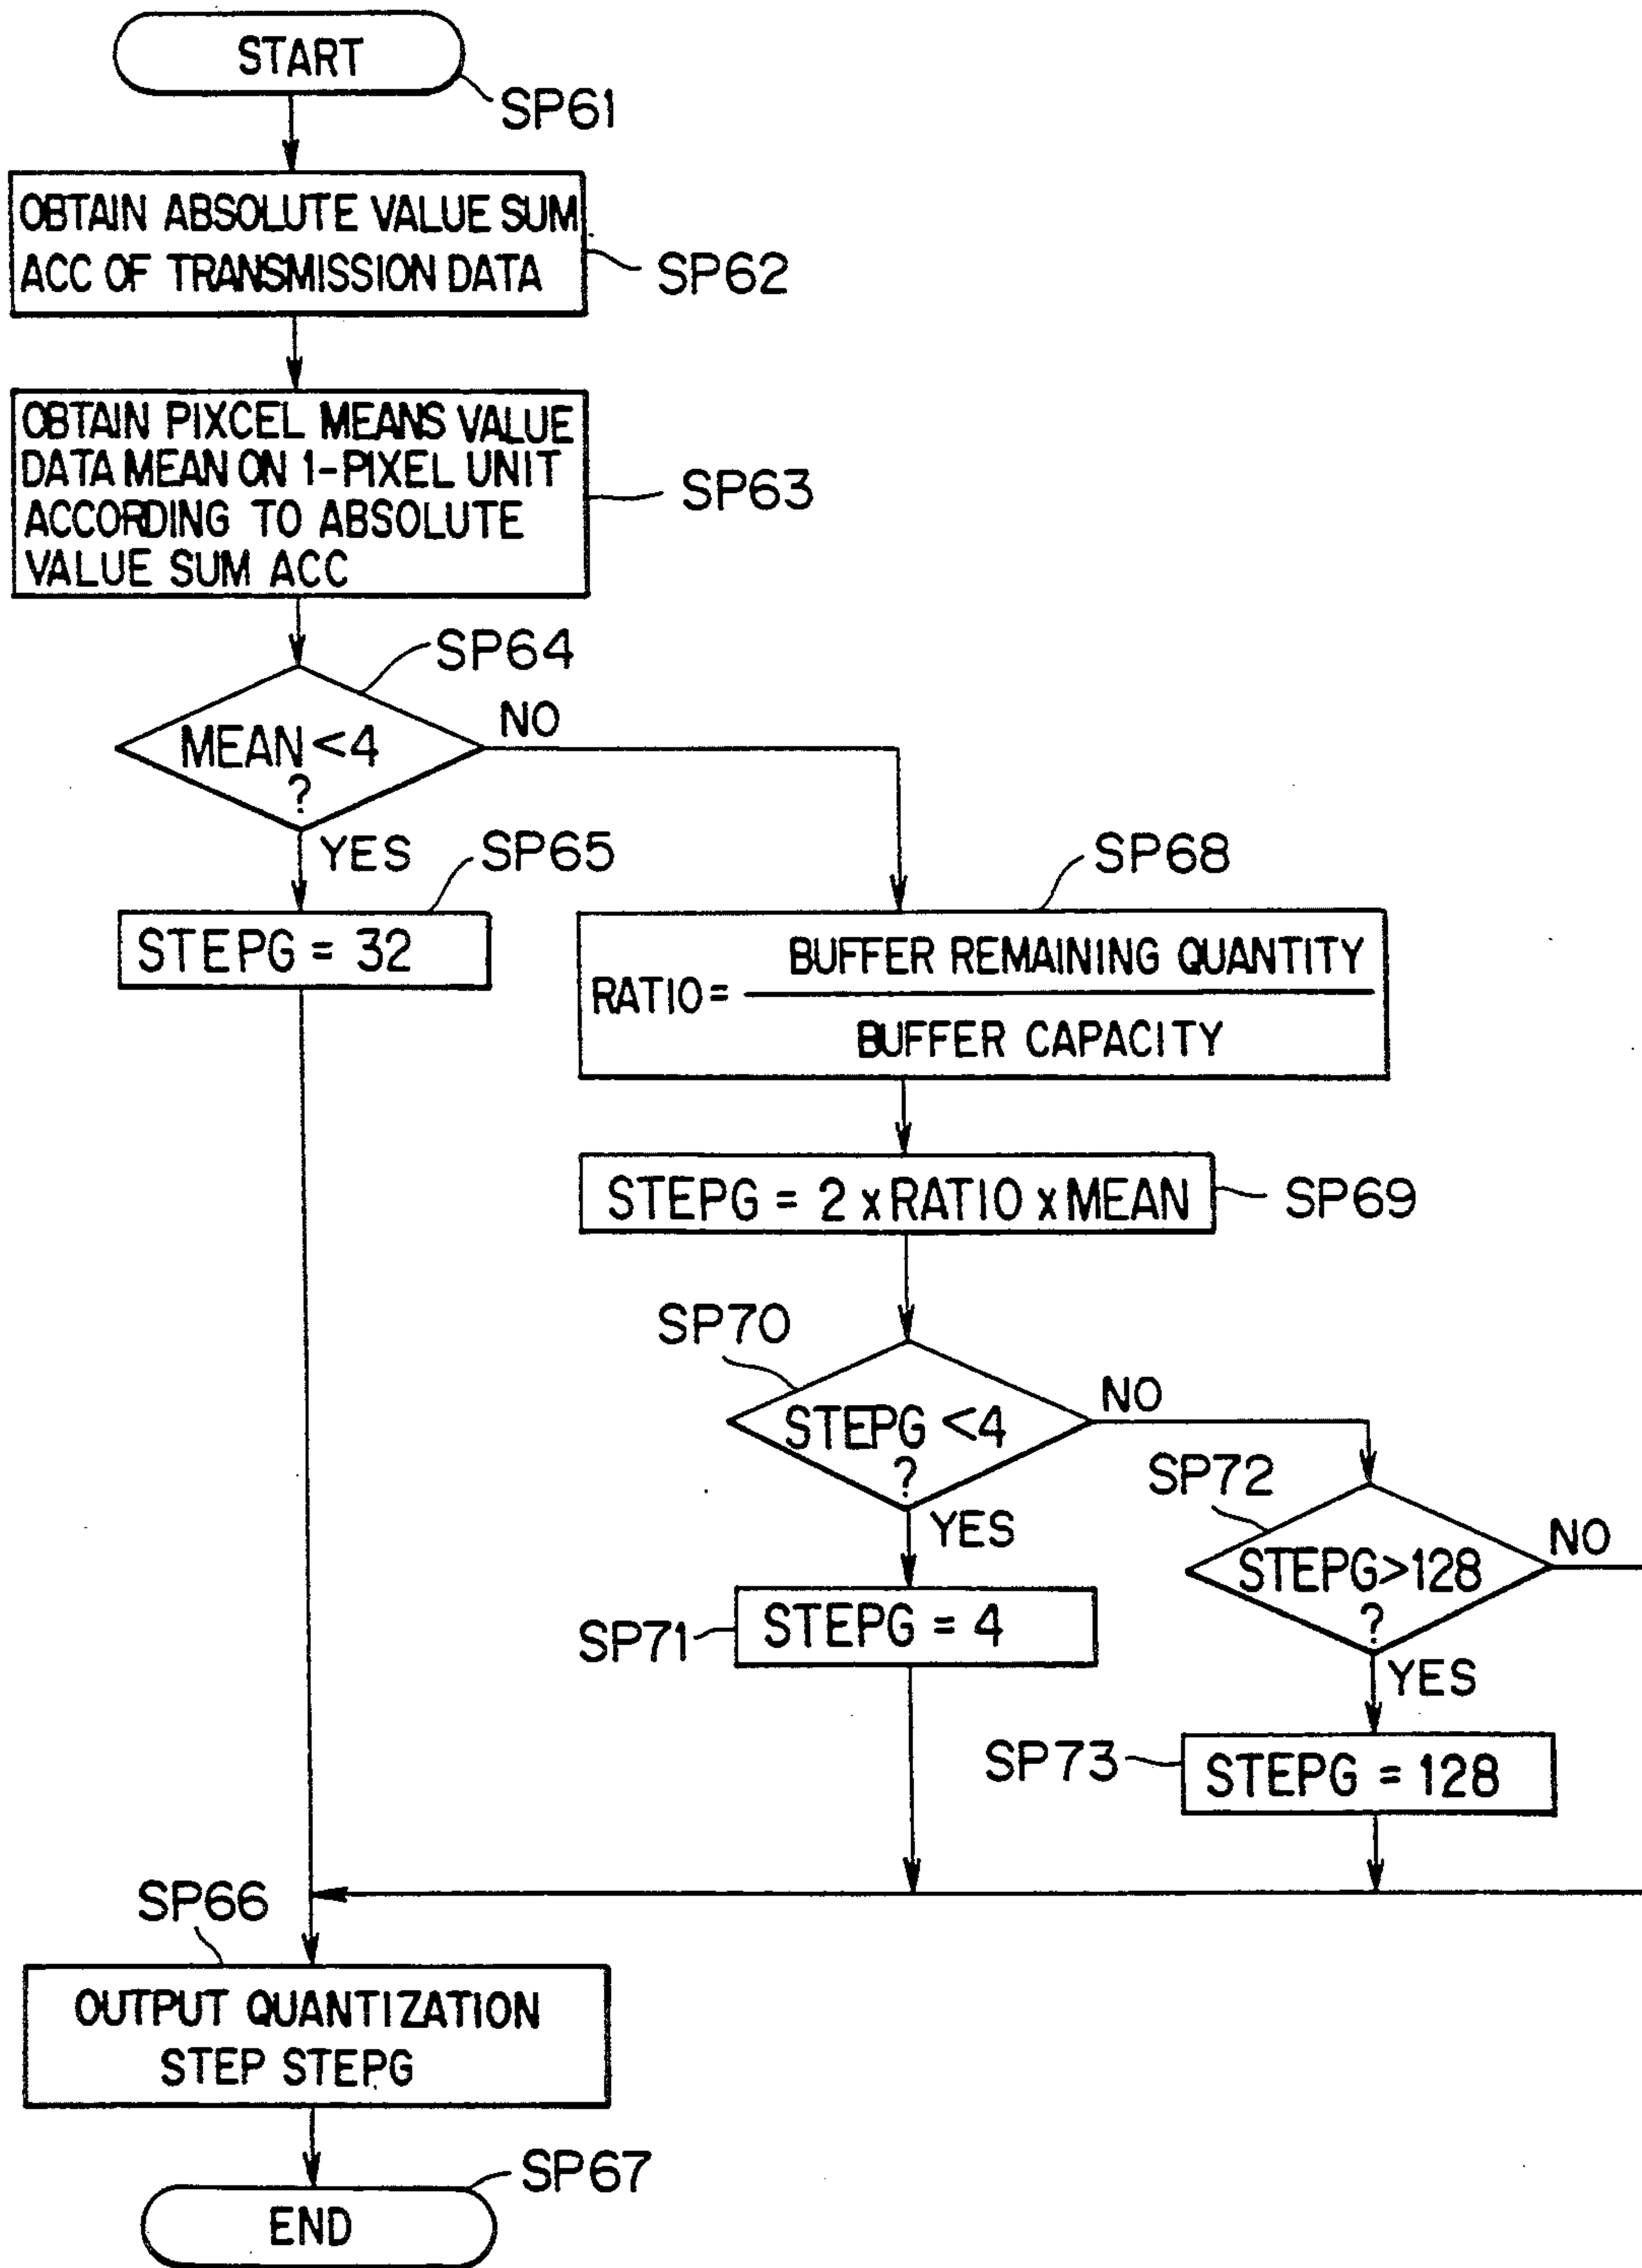 START
SP61
OBTAIN ABSOLUTE VALUE SUM
ACC OF TRANSMISSION DATA
SP62
OBTAIN PIXCEL MEANS VALUE
DATA MEAN ON 1-PIXEL UNIT
ACCORDING TO ABSOLUTE
VALUE SUM ACC
SP63
SP64
MEAN <4
?
NO
YES
SP65
STEPG = 32
SP68
RATIO =
BUFFER REMAINING QUANTITY
BUFFER CAPACITY
STEPG = 2 x RATIO x MEAN
SP69
SP70
STEPG <4
?
NO
YES
SP71
STEPG = 4
SP72
STEPG>128
?
NO
YES
SP73
STEPG = 128
SP66
OUTPUT QUANTIZATION
STEP STEPG
SP67
END